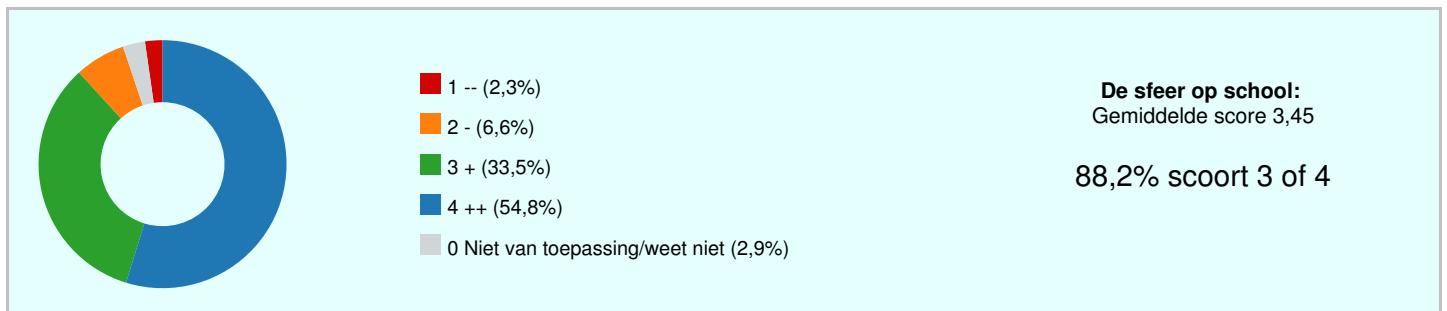 1 -- (2,3%)
2 - (6,6%)
3 + (33,5%)
4 ++ (54,8%)
0 Niet van toepassing/weet niet (2,9%)
De sfeer op school:
Gemiddelde score 3,45
88,2% scoort 3 of 4